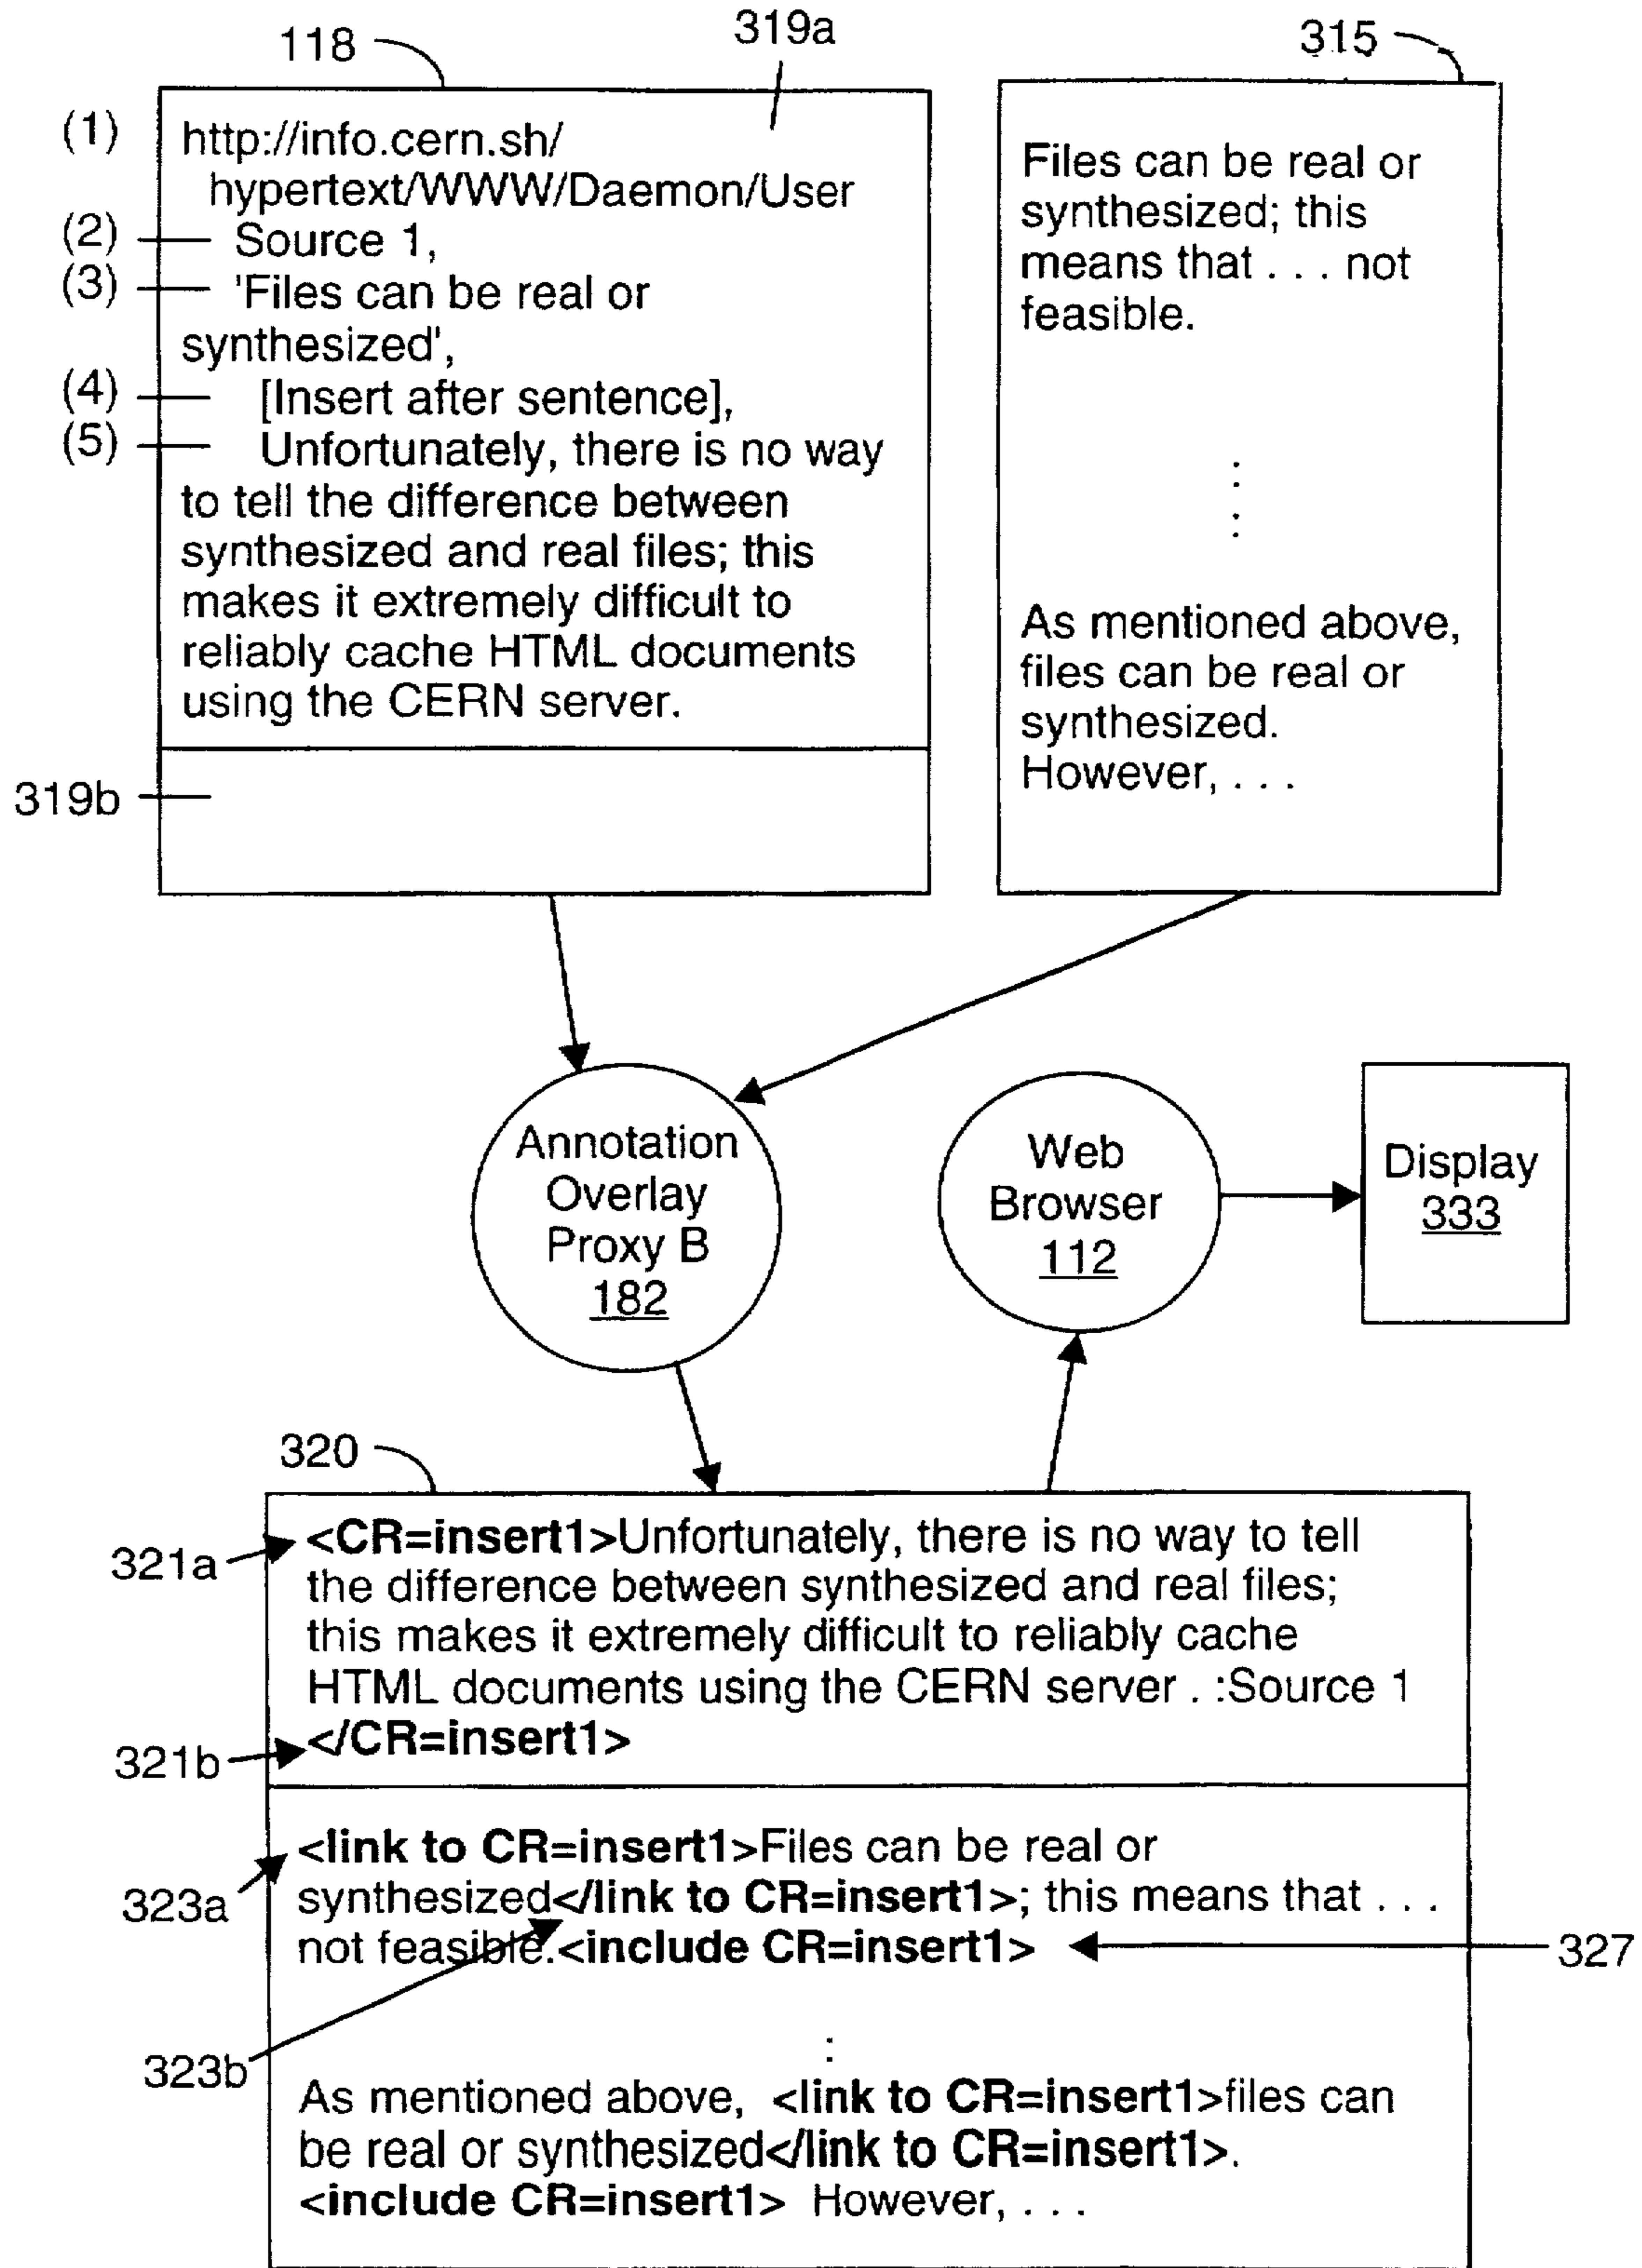 118
319a
315
(1) http://info.cern.sh/
hypertext/WWW/Daemon/User
(2) Source 1,
(3) 'Files can be real or
synthesized',
(4) [Insert after sentence],
(5) Unfortunately, there is no way
to tell the difference between
synthesized and real files; this
makes it extremely difficult to
reliably cache HTML documents
using the CERN server.
319b
Files can be real or
synthesized; this
means that . . . not
feasible.
:
:
As mentioned above,
files can be real or
synthesized.
However, . . .
Annotation
Overlay
Proxy B
182
Web
Browser
112
Display
333
320
321a
<CR=insert1>Unfortunately, there is no way to tell
the difference between synthesized and real files;
this makes it extremely difficult to reliably cache
HTML documents using the CERN server . :Source 1
</CR=insert1>
321b
<link to CR=insert1>Files can be real or
synthesized</link to CR=insert1>; this means that . . .
not feasible.<include CR=insert1>
323a
327
323b
:
As mentioned above, <link to CR=insert1>files can
be real or synthesized</link to CR=insert1>.
<include CR=insert1> However, . . .